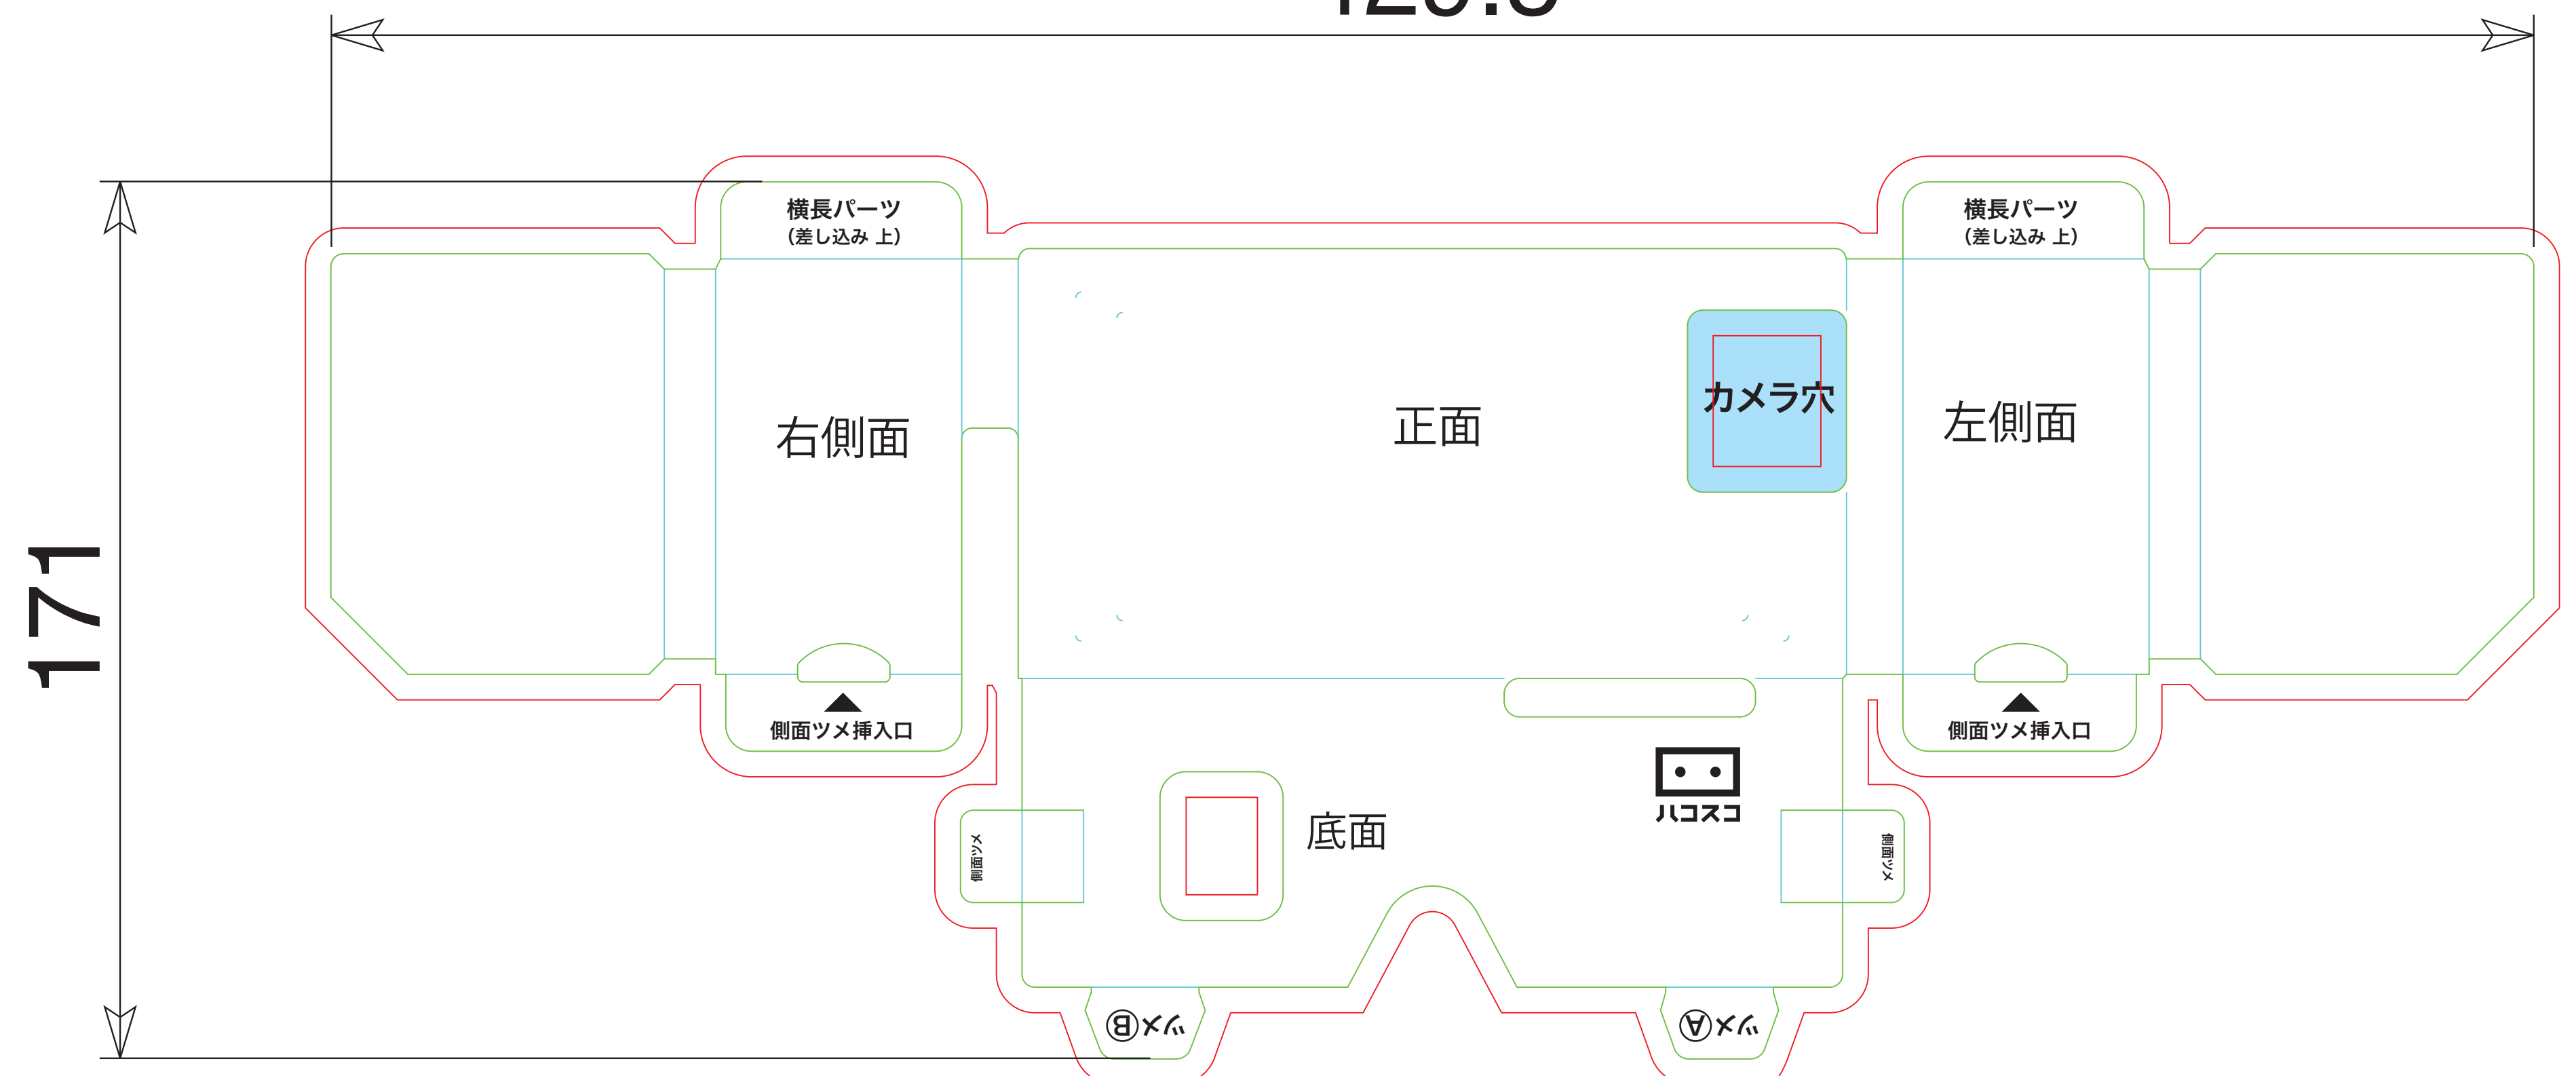 横長パーツ
(差し込み 上)
横長パーツ
(差し込み 上)
カメラ穴
右側面
正面
左側面
171
側面ツメ挿入口
側面ツメ挿入口
ハコスコ
底面
側面ツメ
側面ツメ
ツメⒷ
ツメⒶ